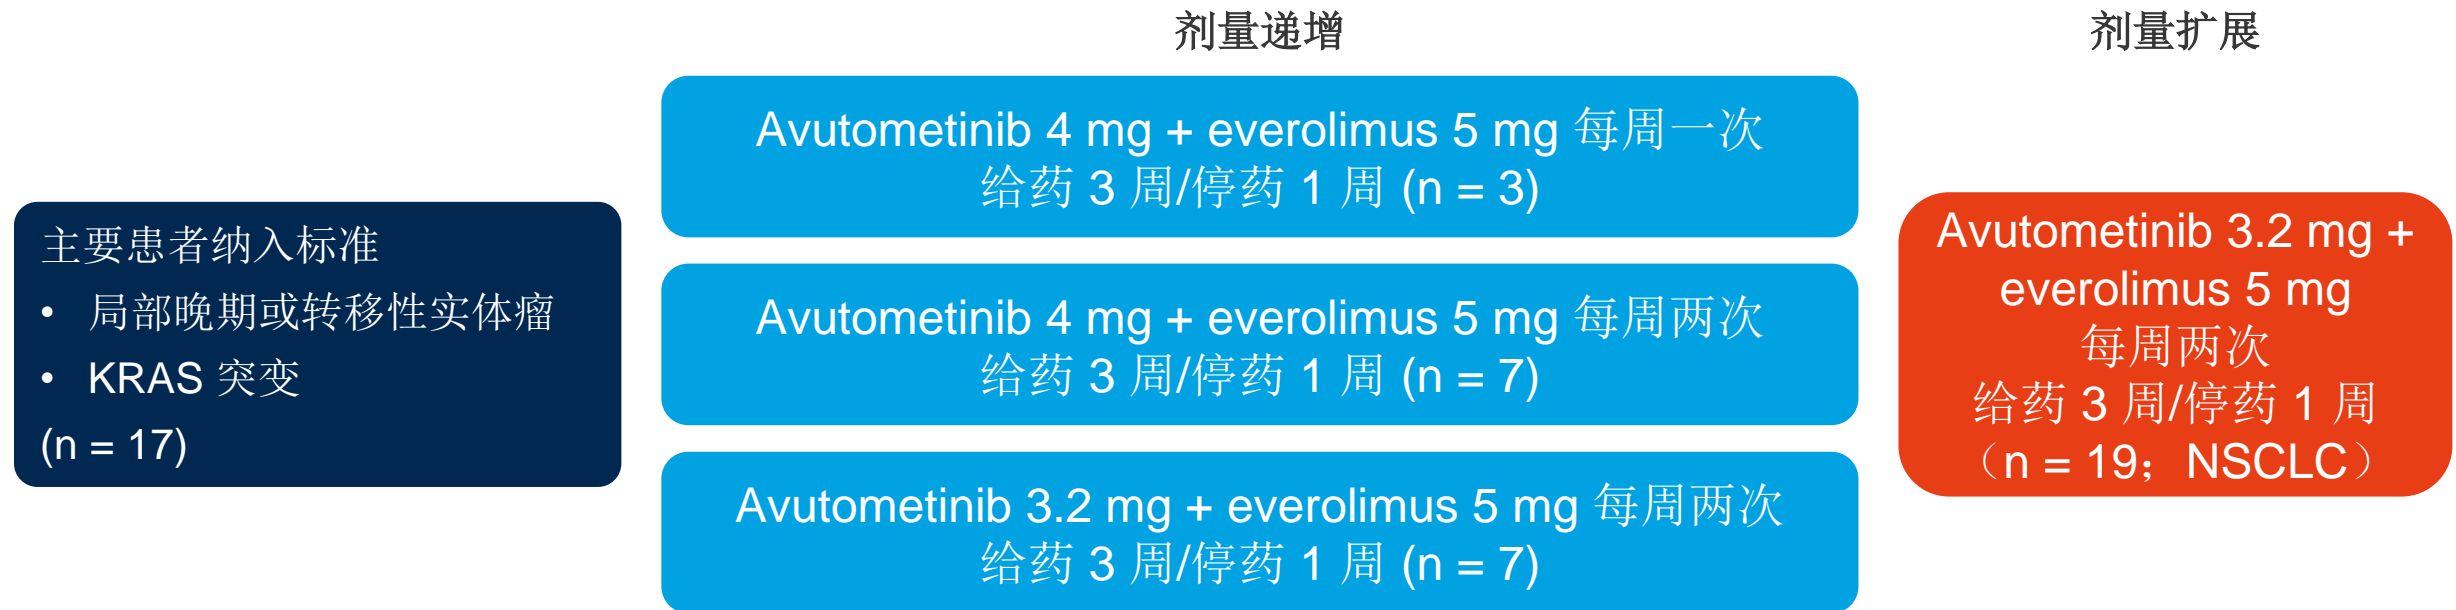 剂量递增
剂量扩展
主要患者纳入标准
• 局部晚期或转移性实体瘤
• KRAS 突变
(n = 17)
Avutometinib 4 mg + everolimus 5 mg 每周一次
给药 3 周/停药 1 周 (n = 3)
Avutometinib 4 mg + everolimus 5 mg 每周两次
给药 3 周/停药 1 周 (n = 7)
Avutometinib 3.2 mg + everolimus 5 mg 每周两次
给药 3 周/停药 1 周 (n = 7)
Avutometinib 3.2 mg +
everolimus 5 mg
每周两次
给药 3 周/停药 1 周
（n = 19；NSCLC）